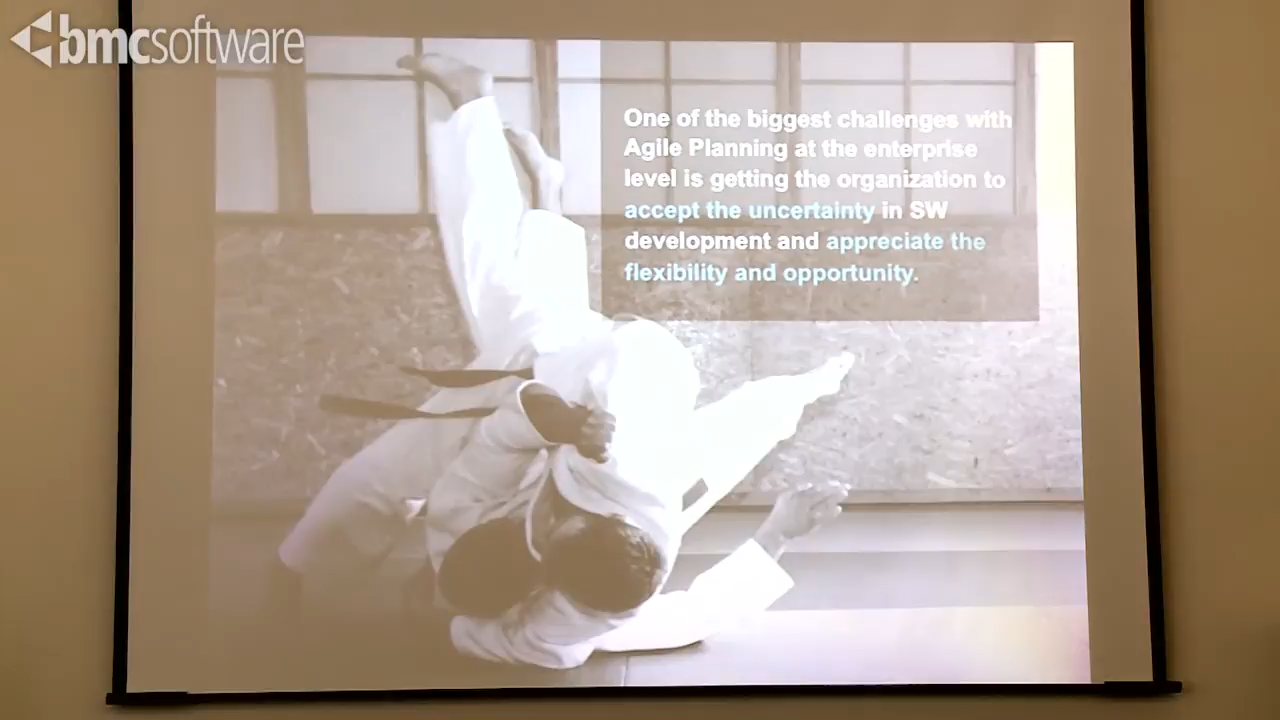 bmcsoftware
One of the biggest challenges with
Agile Planning at the enterprise
level is getting the organization to
accept the uncertainty in SW
development and appreciate the
flexibility and opportunity.